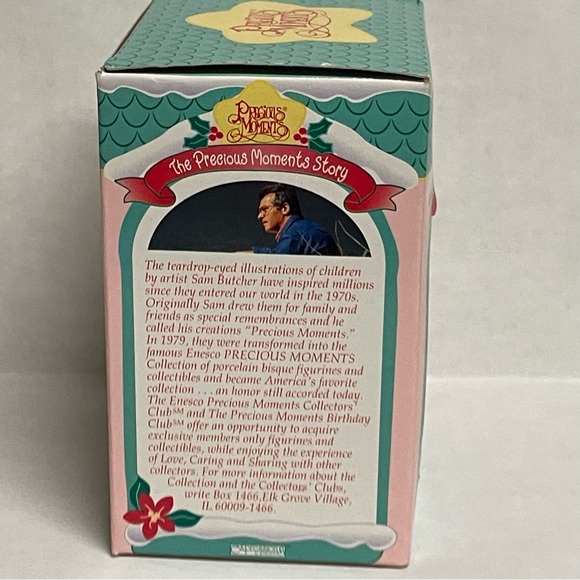 PRECIOUS
MOMENTS
PRECIOUS®
MOMENTS
The Precious Moments Story
The teardrop-eyed illustrations of children
by artist Sam Butcher have inspired millions
since they entered our world in the 1970s.
Originally Sam drew them for family and
friends as special remembrances and he
called his creations "Precious Moments."
In 1979, they were transformed into the
famous Enesco PRECIOUS MOMENTS
Collection of porcelain bisque figurines and
collectibles and became America's favorite
collection . . . an honor still accorded today.
The Enesco Precious Moments Collectors'
Club℠ and The Precious Moments Birthday
Club℠ offer an opportunity to acquire
exclusive members only figurines and
collectibles, while enjoying the experience
of Love, Caring and Sharing with other
collectors. For more information about the
Collection and the Collectors' Clubs,
write Box 1466,Elk Grove Village,
IL 60009-1466.